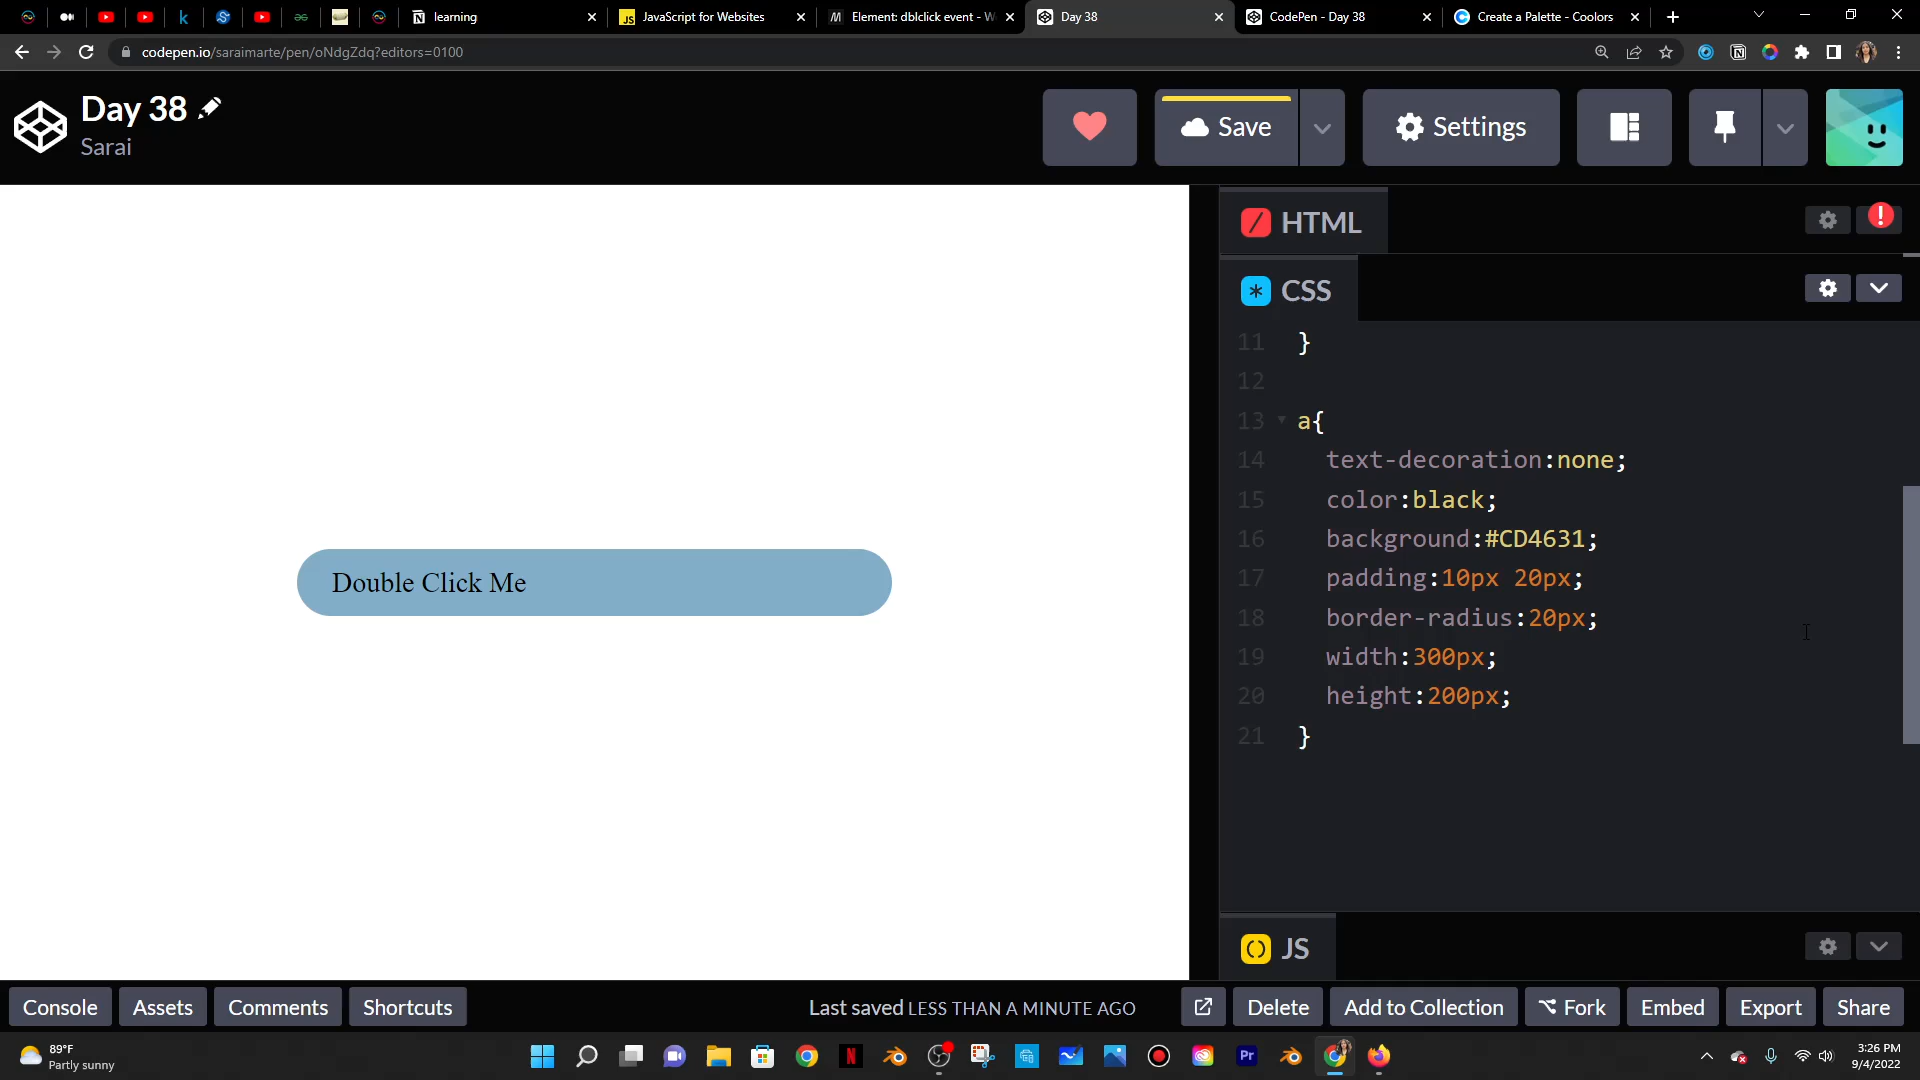 learning
JavaScript for Websites
Element: dblclick event - W
Day 38
CodePen - Day 38
Create a Palette - Coolors
codepen.io/saraimarte/pen/oNdgZdq?editors=0100
Day 38
Sarai
Save
Settings
HTML
CSS
11 }
12
13 a{
14 text-decoration:none;
15 color:black;
16 background:#CD4631;
17 padding:10px 20px;
18 border-radius:20px;
19 width:300px;
20 height:200px;
21 }
Double Click Me
JS
Console
Assets
Comments
Shortcuts
Last saved LESS THAN A MINUTE AGO
Delete
Add to Collection
Fork
Embed
Export
Share
89°F
Partly sunny
3:26 PM
9/4/2022